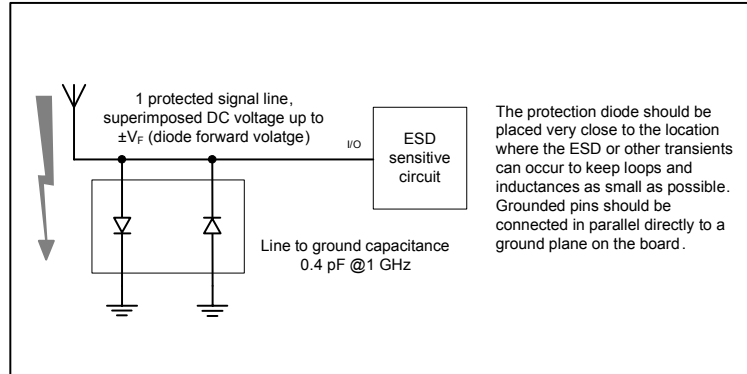 1 protected signal line,
superimposed DC voltage up to
±VF (diode forward volatge)
I/O
ESD
sensitive
circuit
The protection diode should be
placed very close to the location
where the ESD or other transients
can occur to keep loops and
inductances as small as possible.
Grounded pins should be
connected in parallel directly to a
ground plane on the board.
Line to ground capacitance
0.4 pF @1 GHz